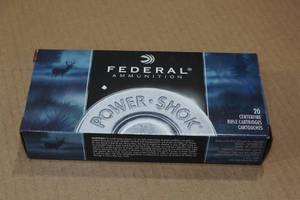 FEDERAL
AMMUNITION
POWER·SHOK
20
CENTERFIRE
RIFLE CARTRIDGES
CARTOUCHES